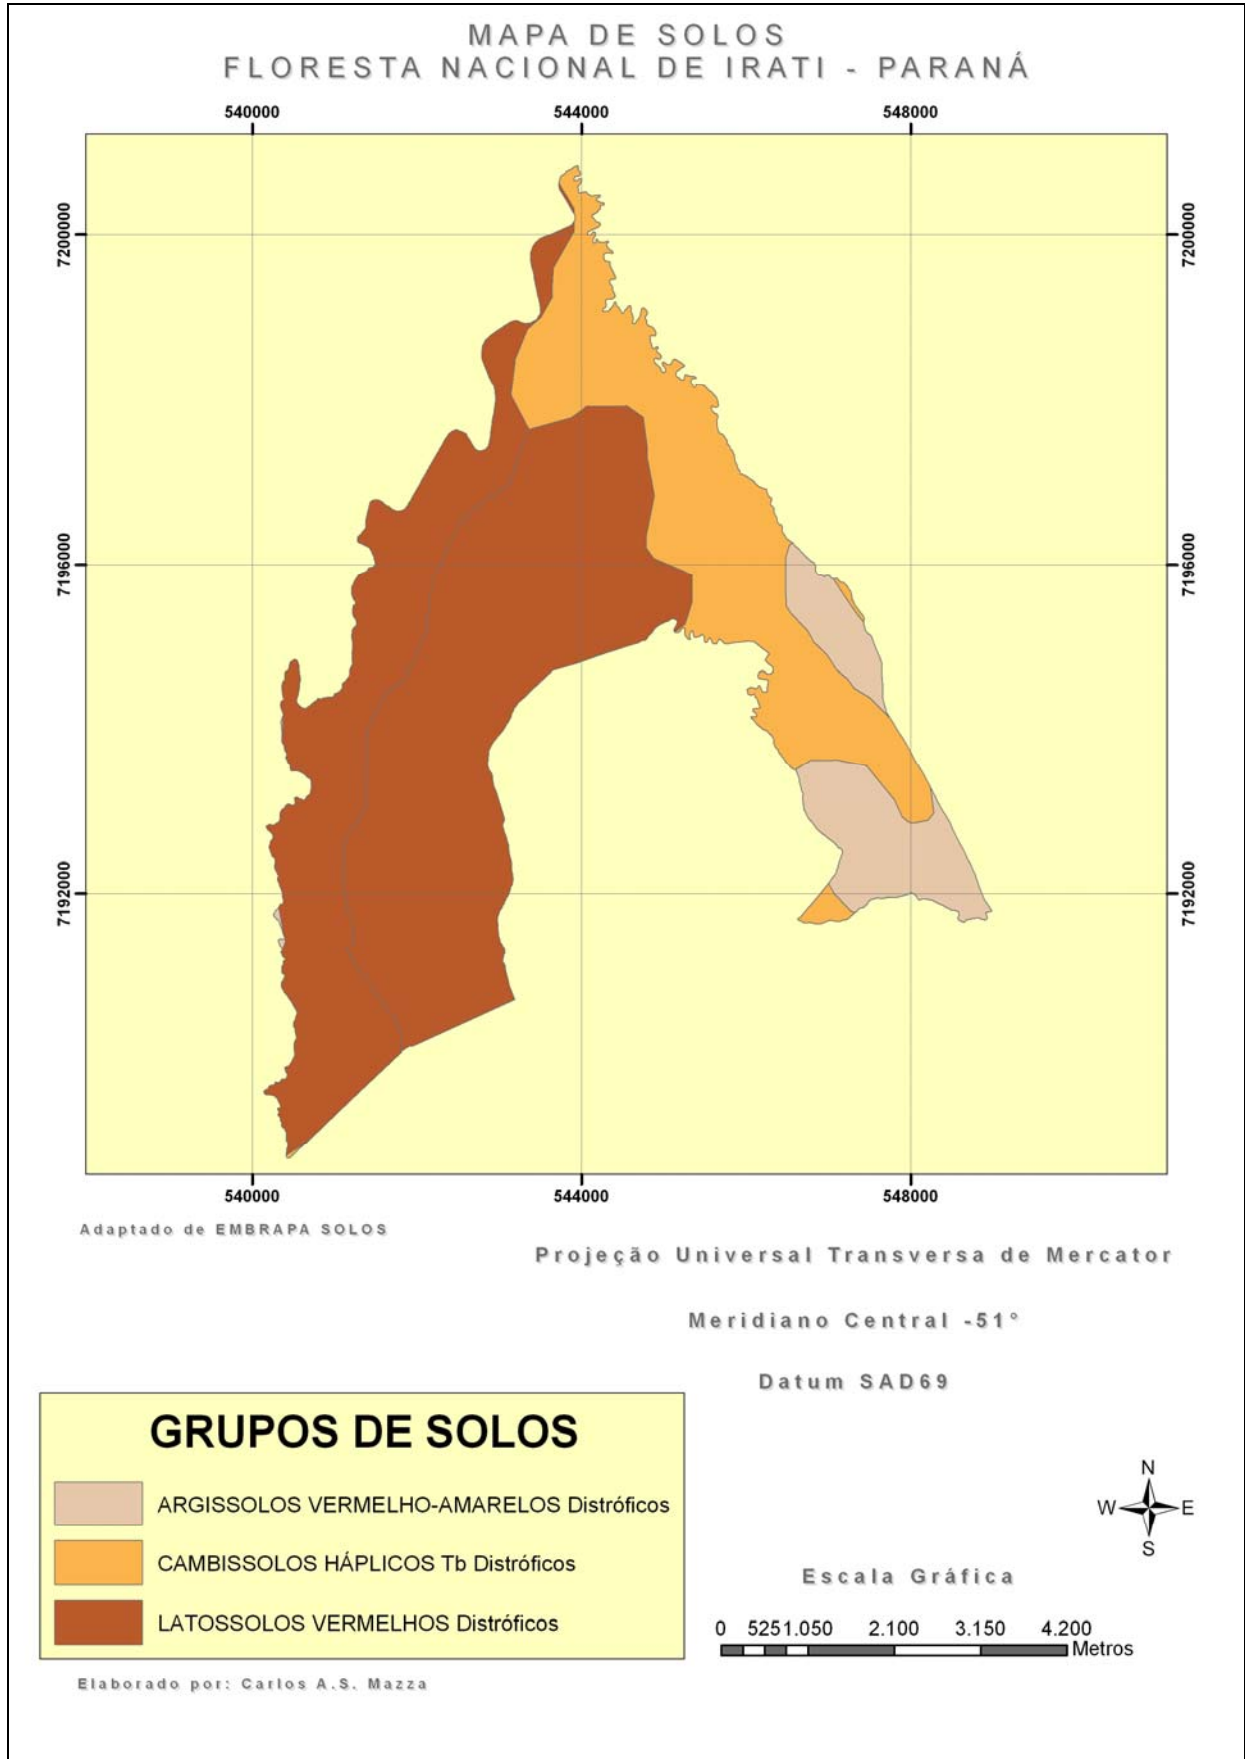 MAPA DE SOLOS
FLORESTA NACIONAL DE IRATI - PARANÁ
540000 544000 548000
7200000 7200000
7196000 7196000
7192000 7192000
540000 544000 548000
Adaptado de EMBRAPA SOLOS
Projeção Universal Transversa de Mercator
Meridiano Central -51°
Datum SAD69
GRUPOS DE SOLOS
ARGISSOLOS VERMELHO-AMARELOS Distróficos
CAMBISSOLOS HÁPLICOS Tb Distróficos
LATOSSOLOS VERMELHOS Distróficos
N
W E
S
Escala Gráfica
0 525 1.050 2.100 3.150 4.200
Metros
Elaborado por: Carlos A.S. Mazza